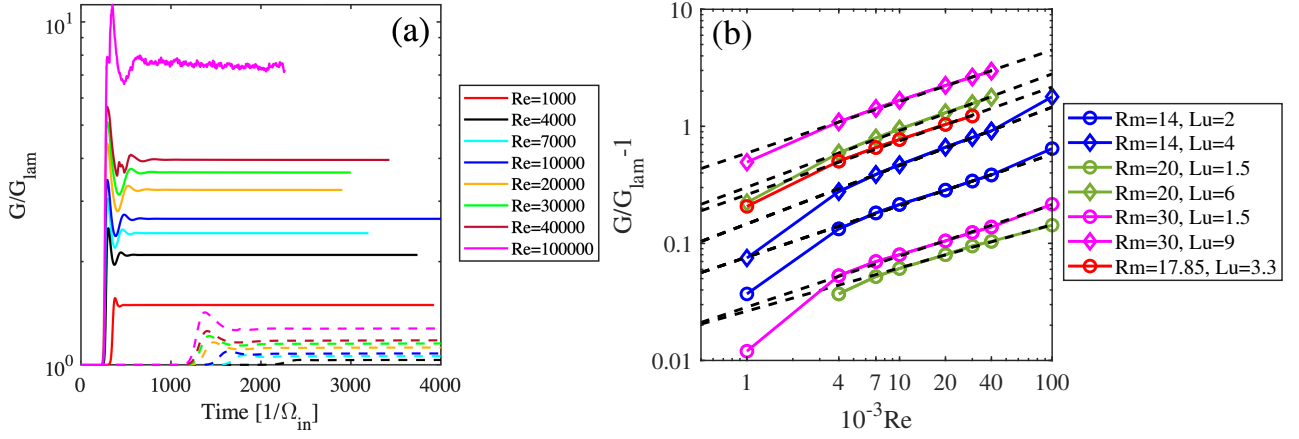 (a)
G/G_lam
10^1
10^0
0
1000
2000
3000
4000
Time [1/Ω_in]
Re=1000
Re=4000
Re=7000
Re=10000
Re=20000
Re=30000
Re=40000
Re=100000
(b)
G/G_lam -1
10
1
0.1
0.01
1
4
7
10
20
40
100
10^-3Re
Rm=14, Lu=2
Rm=14, Lu=4
Rm=20, Lu=1.5
Rm=20, Lu=6
Rm=30, Lu=1.5
Rm=30, Lu=9
Rm=17.85, Lu=3.3